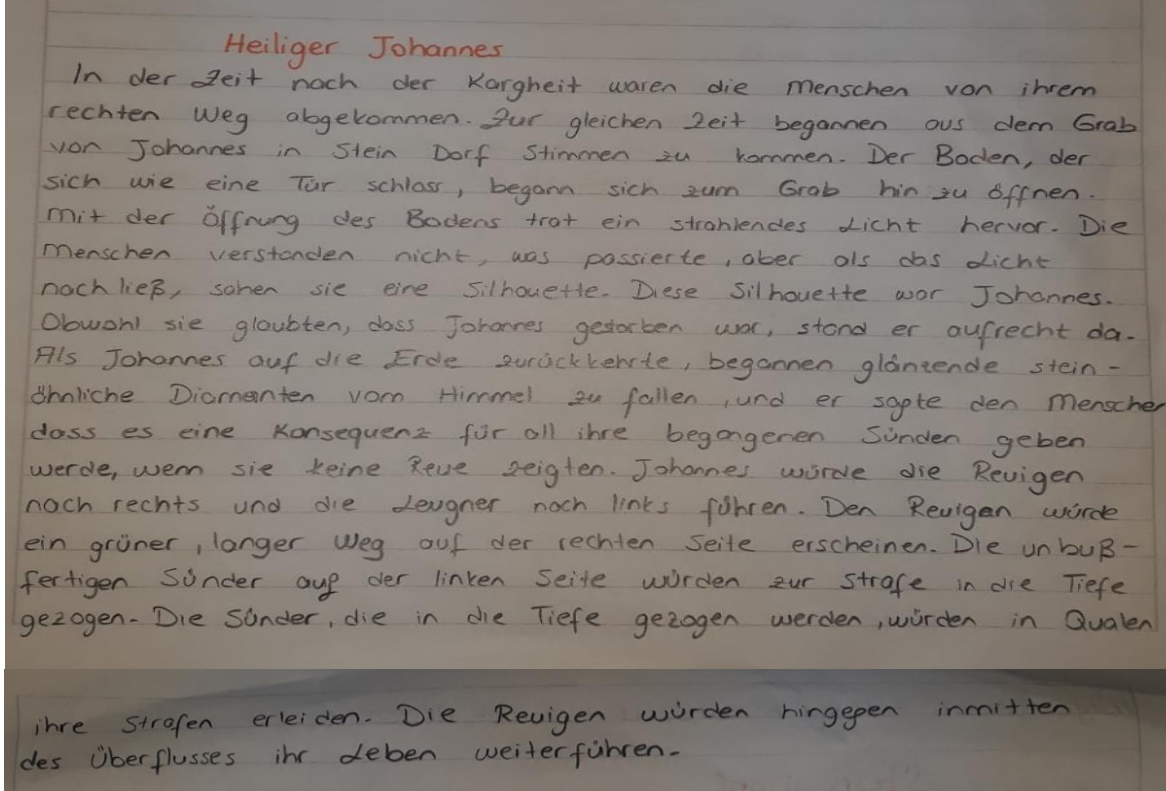 Heiliger Johannes
In der Zeit nach der Kargheit waren die Menschen von ihrem
rechten Weg abgekommen. Zur gleichen Zeit begannen aus dem Grab
von Johannes in Stein Dorf Stimmen zu kommen. Der Boden, der
sich wie eine Tür schloss, begann sich zum Grab hin zu öffnen.
Mit der Öffnung des Bodens trat ein strahlendes Licht hervor. Die
Menschen verstanden nicht, was passierte, aber als das Licht
nach ließ, sahen sie eine Silhouette. Diese Silhouette war Johannes.
Obwohl sie glaubten, dass Johannes gestorben war, stand er aufrecht da.
Als Johannes auf die Erde zurückkehrte, begannen glänzende stein-
ähnliche Diamanten vom Himmel zu fallen, und er sagte den Menschen
dass es eine Konsequenz für all ihre begangenen Sünden geben
werde, wenn sie keine Reue zeigten. Johannes würde die Reuigen
nach rechts und die Leugner nach links führen. Den Reuigen würde
ein grüner, langer Weg auf der rechten Seite erscheinen. Die unbuß-
fertigen Sünder auf der linken Seite würden zur Strafe in die Tiefe
gezogen. Die Sünder, die in die Tiefe gezogen werden, würden in Qualen
ihre Strafen erleiden. Die Reuigen würden hingegen inmitten
des Überflusses ihr Leben weiterführen.